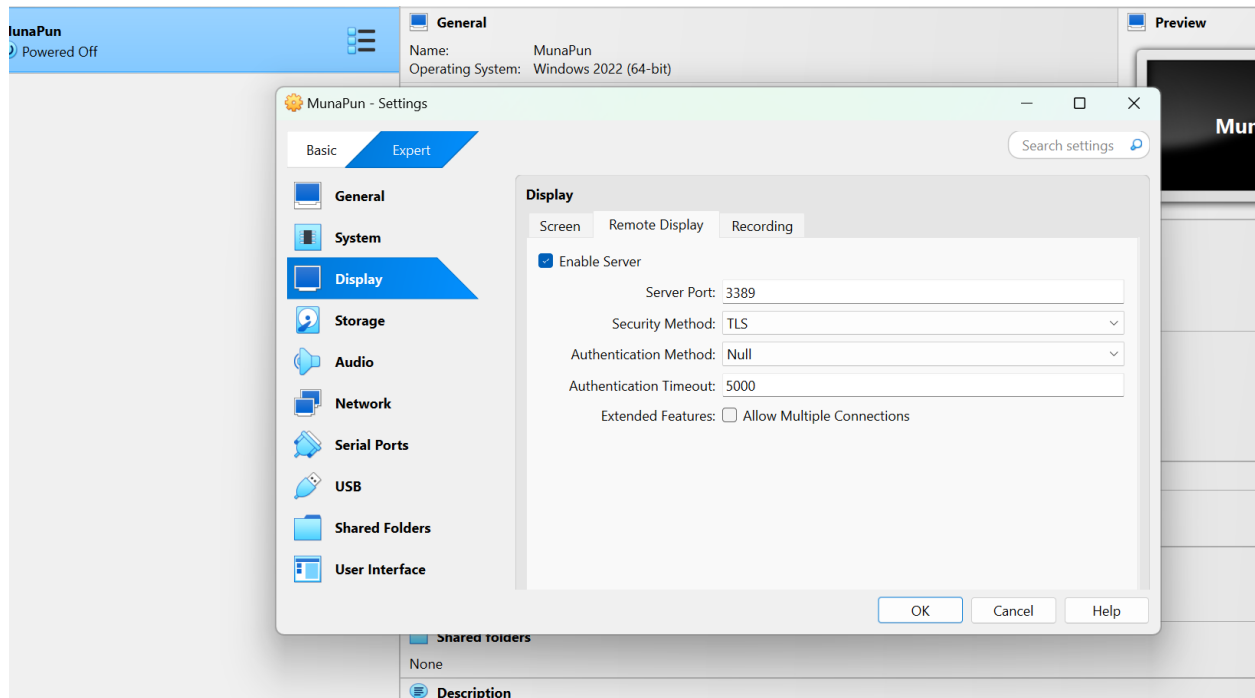 Powered Off
General
Name: MunaPun
Operating System: Windows 2022 (64-bit)
Preview
MunaPun - Settings
Basic
Expert
Search settings
General
System
Display
Storage
Audio
Network
Serial Ports
USB
Shared Folders
User Interface
Display
Screen
Remote Display
Recording
Enable Server
Server Port: 3389
Security Method: TLS
Authentication Method: Null
Authentication Timeout: 5000
Extended Features: Allow Multiple Connections
OK
Cancel
Help
Shared folders
None
Description